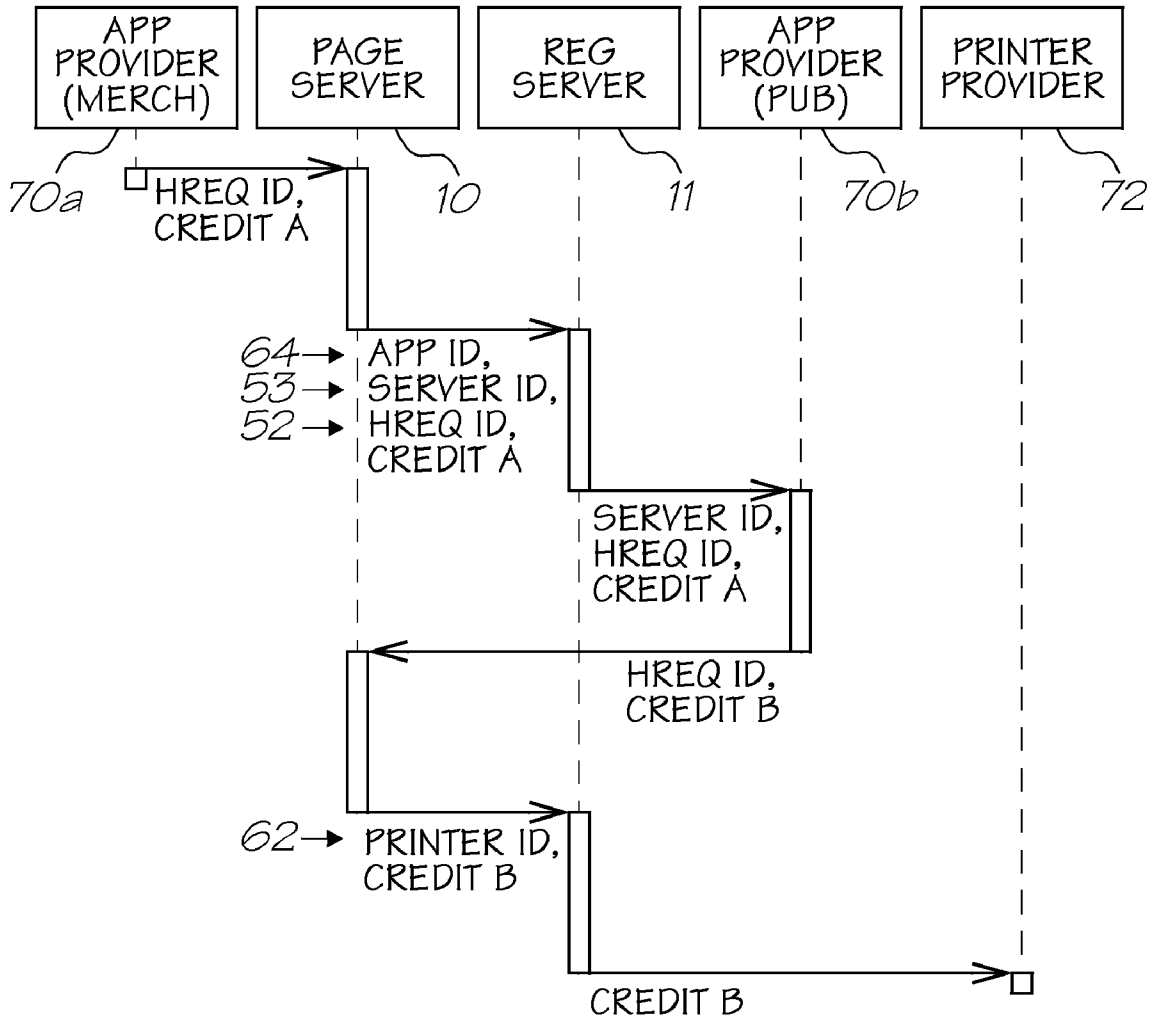 APP
PROVIDER
(MERCH)
PAGE
SERVER
REG
SERVER
APP
PROVIDER
(PUB)
PRINTER
PROVIDER
70a
10
11
70b
72
HREQ ID,
CREDIT A
64
APP ID,
53
SERVER ID,
52
HREQ ID,
CREDIT A
SERVER ID,
HREQ ID,
CREDIT A
HREQ ID,
CREDIT B
62
PRINTER ID,
CREDIT B
CREDIT B